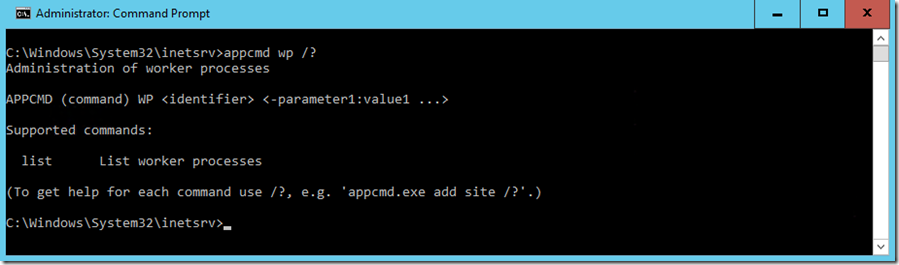 Administrator: Command Prompt
C:\Windows\System32\inetsrv>appcmd wp /?
Administration of worker processes
APPCMD (command) WP <identifier> <-parameter1:value1 ...>
Supported commands:
list      List worker processes
(To get help for each command use /?, e.g. 'appcmd.exe add site /?'.)
C:\Windows\System32\inetsrv>